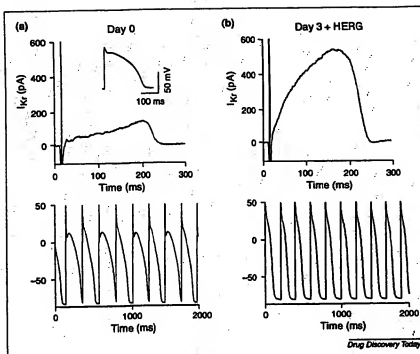 (a) Day 0
600
400
200
0
I_Kr (pA)
50 mV
100 ms
0 100 200 300
Time (ms)
50
0
−50
0 1000 2000
Time (ms)
(b) Day 3 + HERG
600
400
200
0
I_Kr (pA)
0 100 200 300
Time (ms)
50
0
−50
0 1000 2000
Time (ms)
Drug Discovery Today